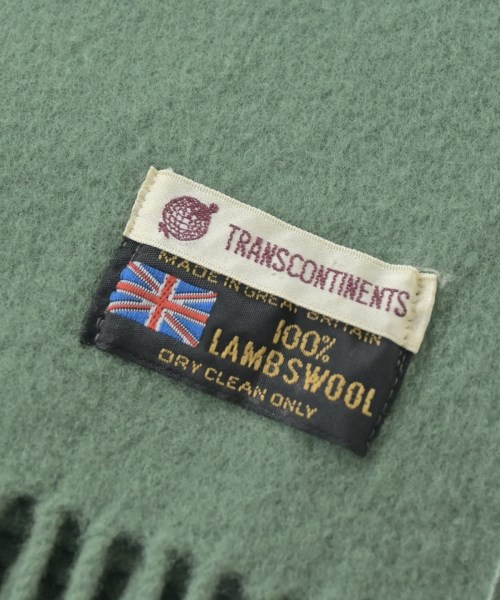 TRANSCONTINENTS
MADE IN GREAT BRITAIN
100%
LAMBSWOOL
DRY CLEAN ONLY